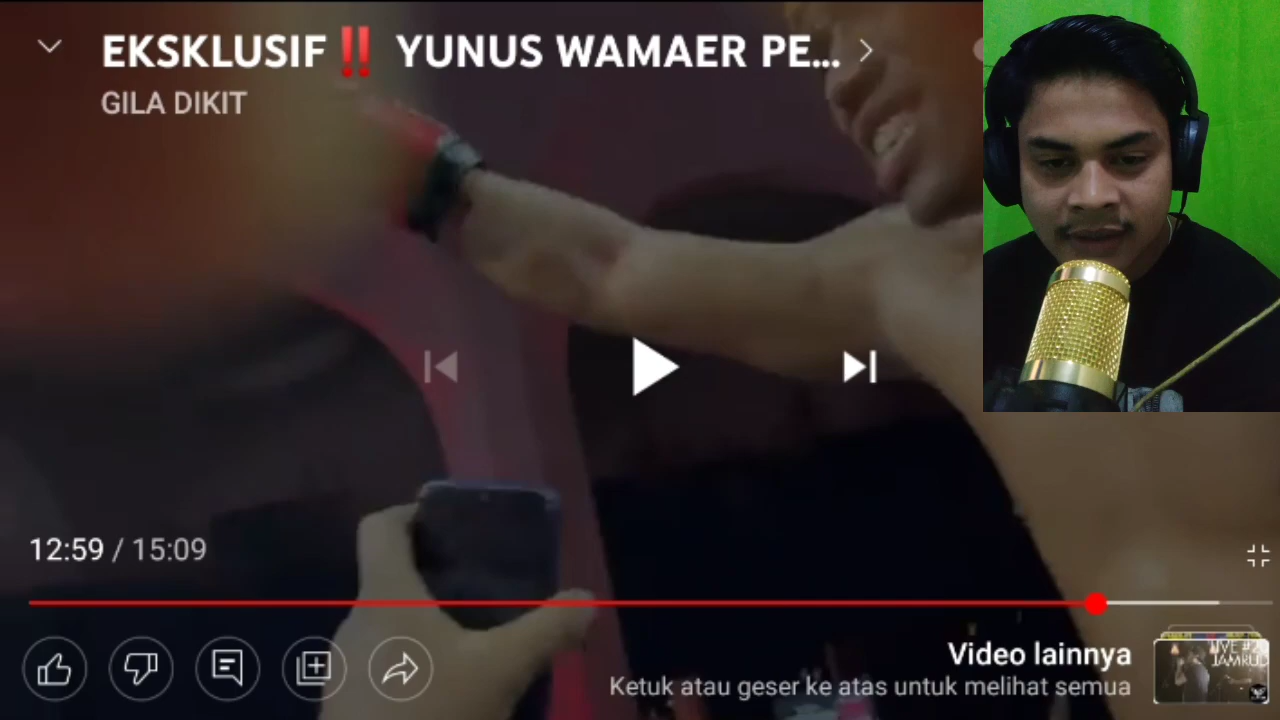 EKSKLUSIF‼️ YUNUS WAMAER PE...
GILA DIKIT
12:59 / 15:09
Video lainnya
Ketuk atau geser ke atas untuk melihat semua
JAMRUD